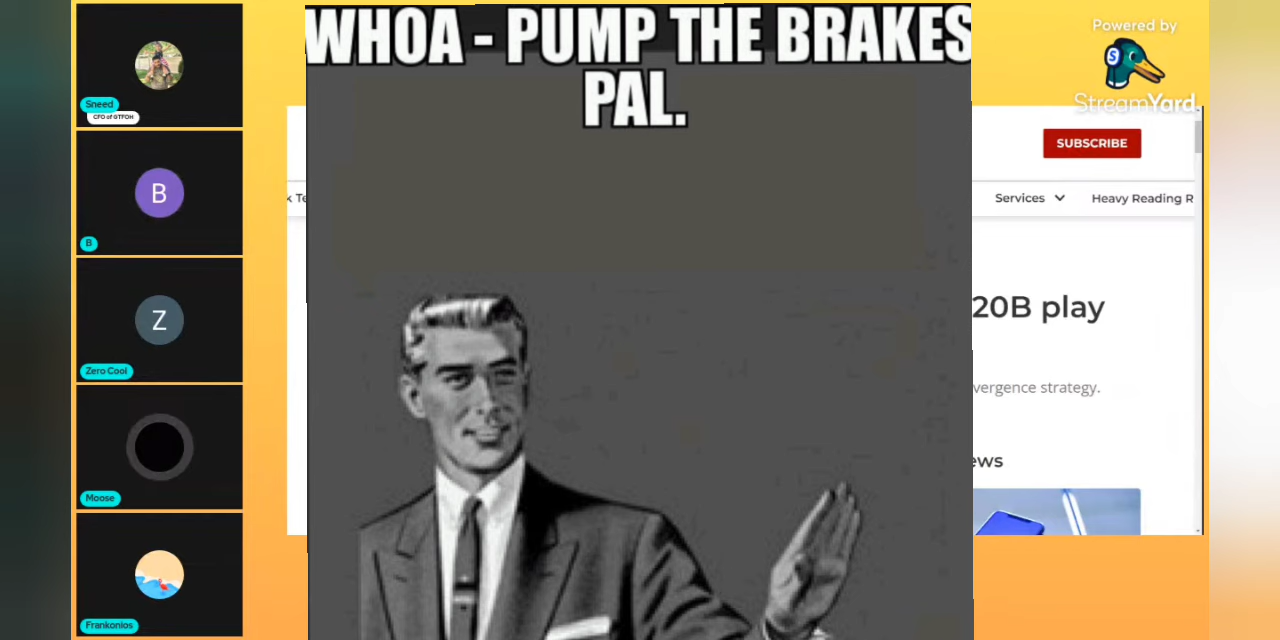 WHOA - PUMP THE BRAKES
PAL.
Powered by
StreamYard
Sneed
CFO of GTFOH
B
B
Z
Zero Cool
Moose
Frankonios
SUBSCRIBE
Services
Heavy Reading R
20B play
vergence strategy.
ews